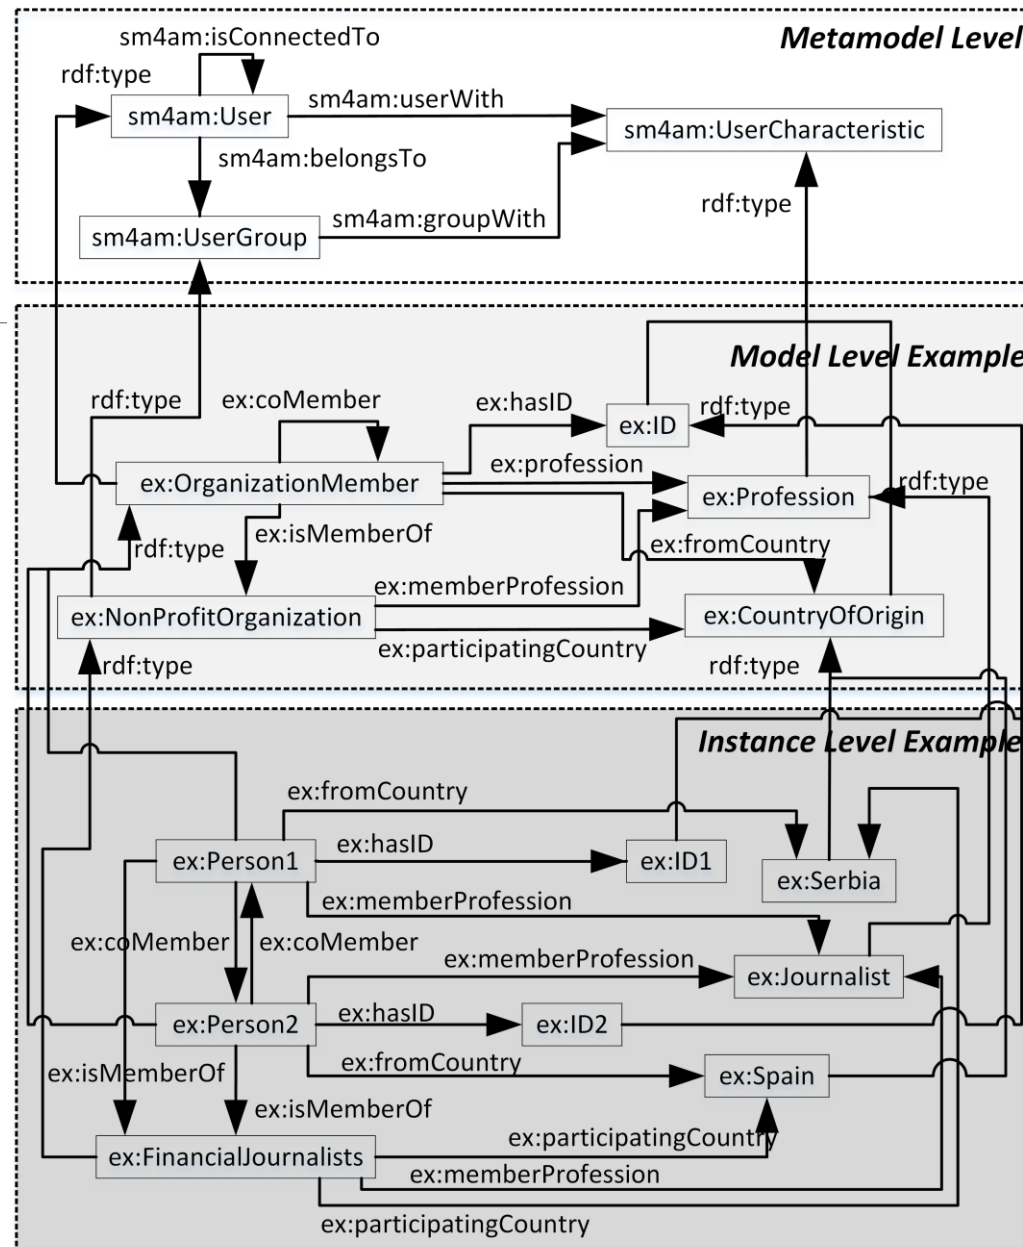 Metamodel Level
sm4am:isConnectedTo
rdf:type
sm4am:User
sm4am:userWith
sm4am:UserCharacteristic
sm4am:belongsTo
rdf:type
sm4am:UserGroup
sm4am:groupWith
Model Level Example
rdf:type
ex:coMember
ex:hasID
ex:ID
rdf:type
ex:OrganizationMember
ex:profession
ex:Profession
rdf:type
ex:isMemberOf
rdf:type
ex:fromCountry
ex:memberProfession
ex:NonProfitOrganization
ex:CountryOfOrigin
ex:participatingCountry
rdf:type
rdf:type
Instance Level Example
ex:fromCountry
ex:hasID
ex:Person1
ex:ID1
ex:Serbia
ex:memberProfession
ex:coMember
ex:coMember
ex:memberProfession
ex:Journalist
ex:Person2
ex:hasID
ex:ID2
ex:fromCountry
ex:isMemberOf
ex:Spain
ex:isMemberOf
ex:participatingCountry
ex:FinancialJournalists
ex:memberProfession
ex:participatingCountry